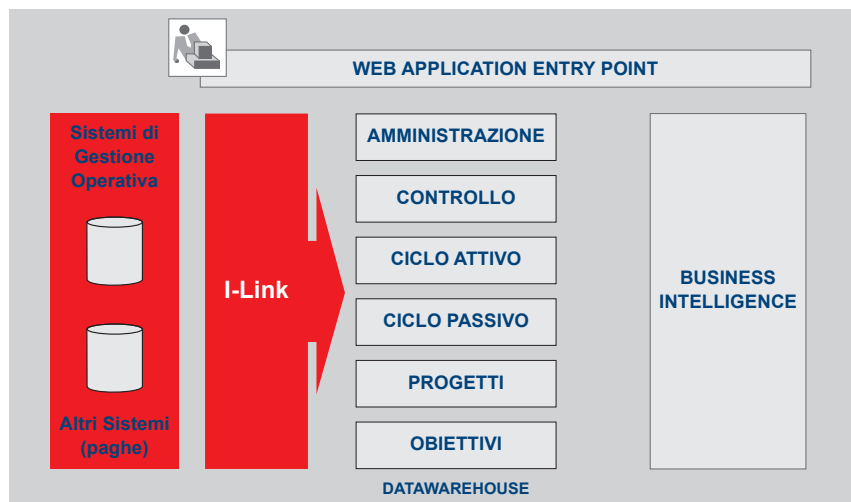 WEB APPLICATION ENTRY POINT
Sistemi di
Gestione
Operativa
Altri Sistemi
(paghe)
I-Link
AMMINISTRAZIONE
CONTROLLO
CICLO ATTIVO
CICLO PASSIVO
PROGETTI
OBIETTIVI
DATAWAREHOUSE
BUSINESS
INTELLIGENCE